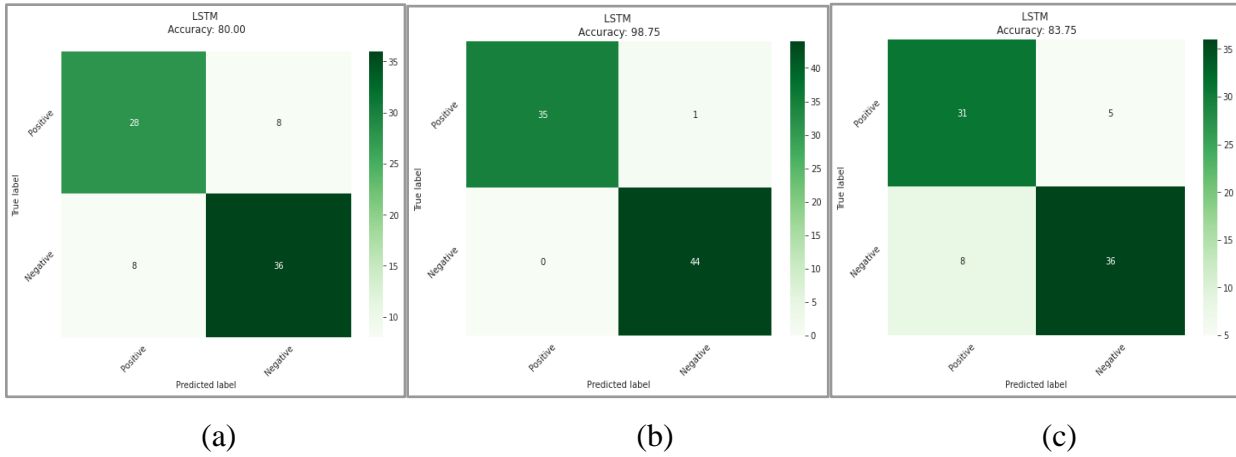 LSTM
Accuracy: 80.00
Positive
28
8
Negative
8
36
True label
Positive
Negative
Predicted label
35
30
25
20
15
10
LSTM
Accuracy: 98.75
Positive
35
1
Negative
0
44
True label
Positive
Negative
Predicted label
40
35
30
25
20
15
10
5
0
LSTM
Accuracy: 83.75
Positive
31
5
Negative
8
36
True label
Positive
Negative
Predicted label
35
30
25
20
15
10
5
(a)
(b)
(c)